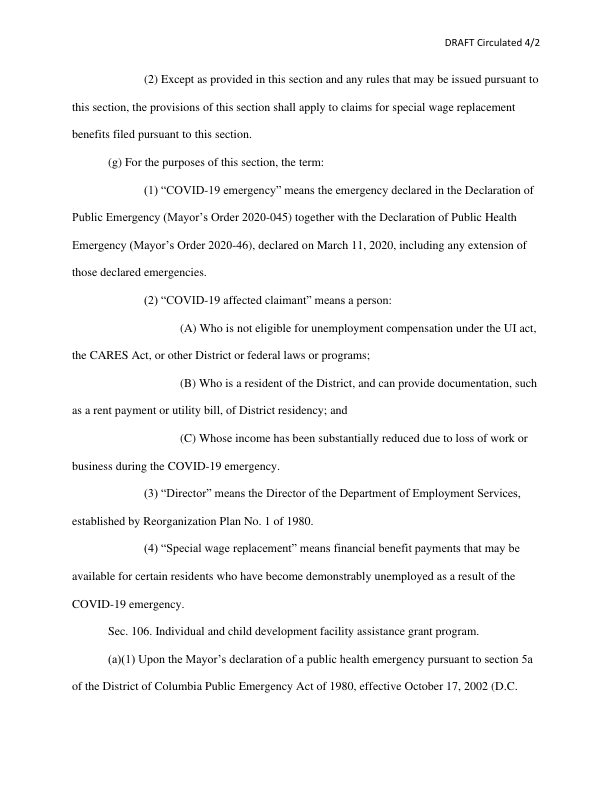 DRAFT Circulated 4/2
(2) Except as provided in this section and any rules that may be issued pursuant to
this section, the provisions of this section shall apply to claims for special wage replacement
benefits filed pursuant to this section.
(g) For the purposes of this section, the term:
(1) “COVID-19 emergency” means the emergency declared in the Declaration of
Public Emergency (Mayor’s Order 2020-045) together with the Declaration of Public Health
Emergency (Mayor’s Order 2020-46), declared on March 11, 2020, including any extension of
those declared emergencies.
(2) “COVID-19 affected claimant” means a person:
(A) Who is not eligible for unemployment compensation under the UI act,
the CARES Act, or other District or federal laws or programs;
(B) Who is a resident of the District, and can provide documentation, such
as a rent payment or utility bill, of District residency; and
(C) Whose income has been substantially reduced due to loss of work or
business during the COVID-19 emergency.
(3) “Director” means the Director of the Department of Employment Services,
established by Reorganization Plan No. 1 of 1980.
(4) “Special wage replacement” means financial benefit payments that may be
available for certain residents who have become demonstrably unemployed as a result of the
COVID-19 emergency.
Sec. 106. Individual and child development facility assistance grant program.
(a)(1) Upon the Mayor’s declaration of a public health emergency pursuant to section 5a
of the District of Columbia Public Emergency Act of 1980, effective October 17, 2002 (D.C.